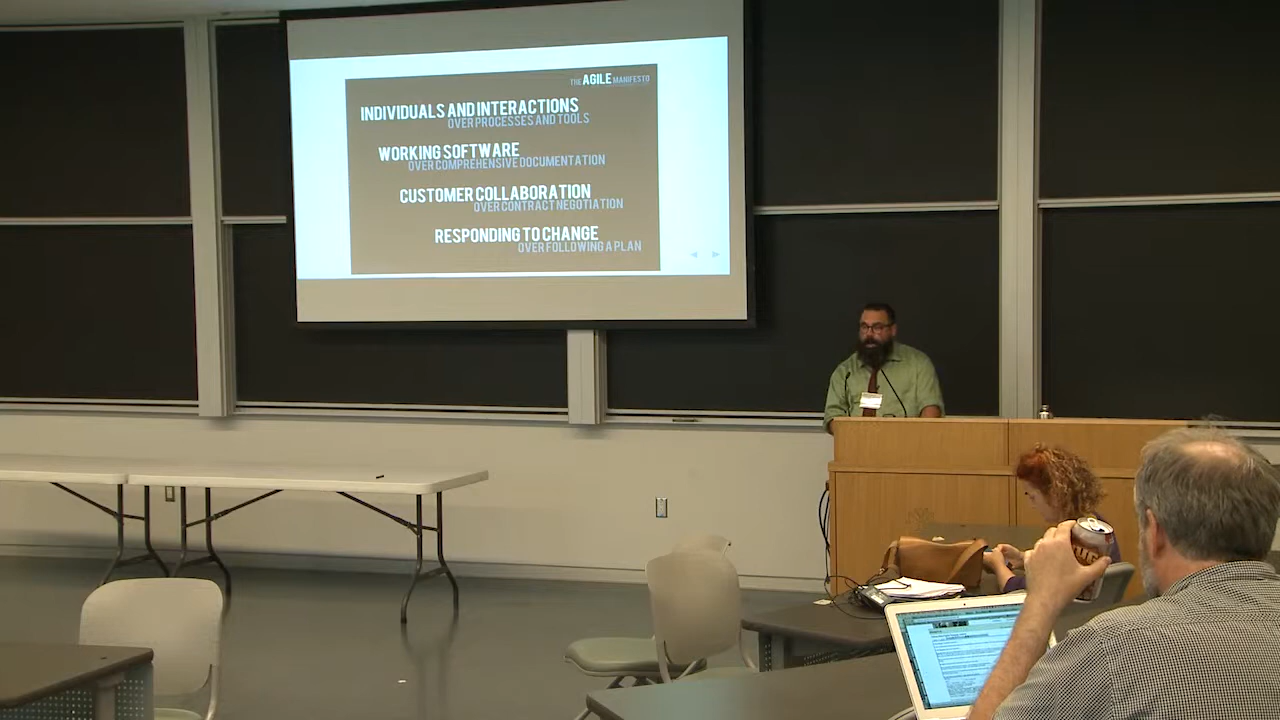 THE AGILE MANIFESTO
INDIVIDUALS AND INTERACTIONS
OVER PROCESSES AND TOOLS
WORKING SOFTWARE
OVER COMPREHENSIVE DOCUMENTATION
CUSTOMER COLLABORATION
OVER CONTRACT NEGOTIATION
RESPONDING TO CHANGE
OVER FOLLOWING A PLAN